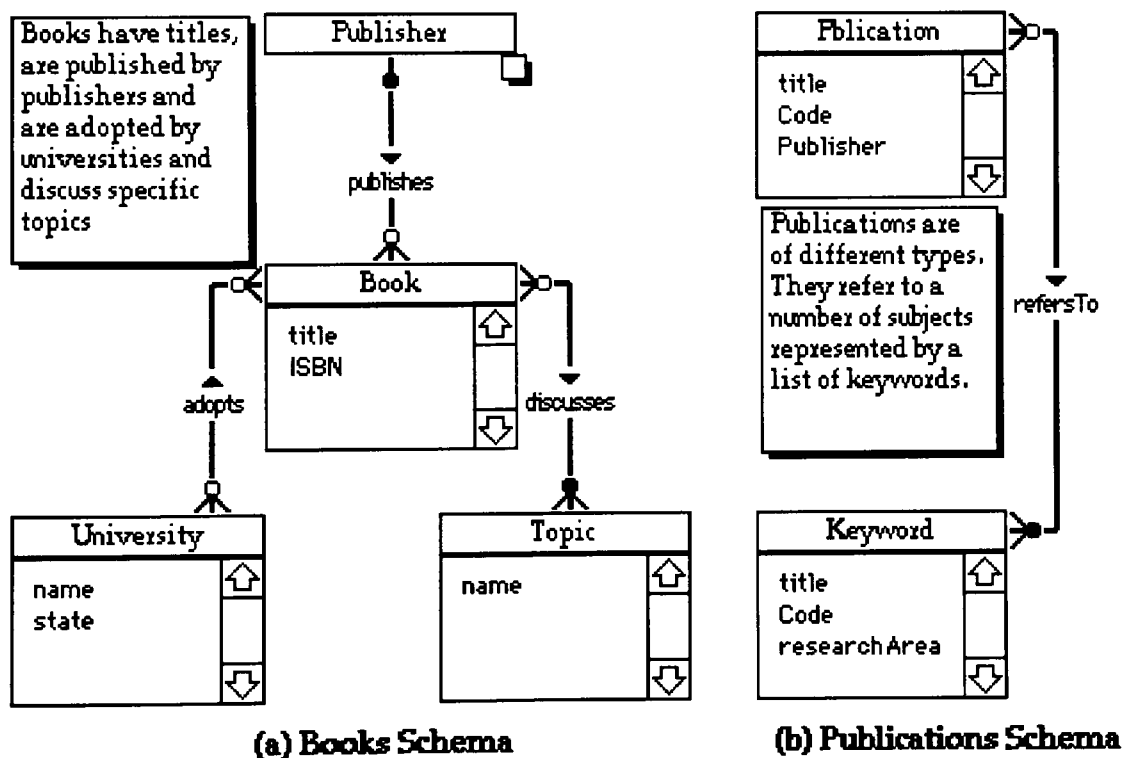 Books have titles,
are published by
publishers and
are adopted by
universities and
discuss specific
topics
Publisher
publishes
Book
title
ISBN
adopts
discusses
University
name
state
Topic
name
(a) Books Schema
Pblication
title
Code
Publisher
Publications are
of different types.
They refer to a
number of subjects
represented by a
list of keywords.
refersTo
Keyword
title
Code
researchArea
(b) Publications Schema